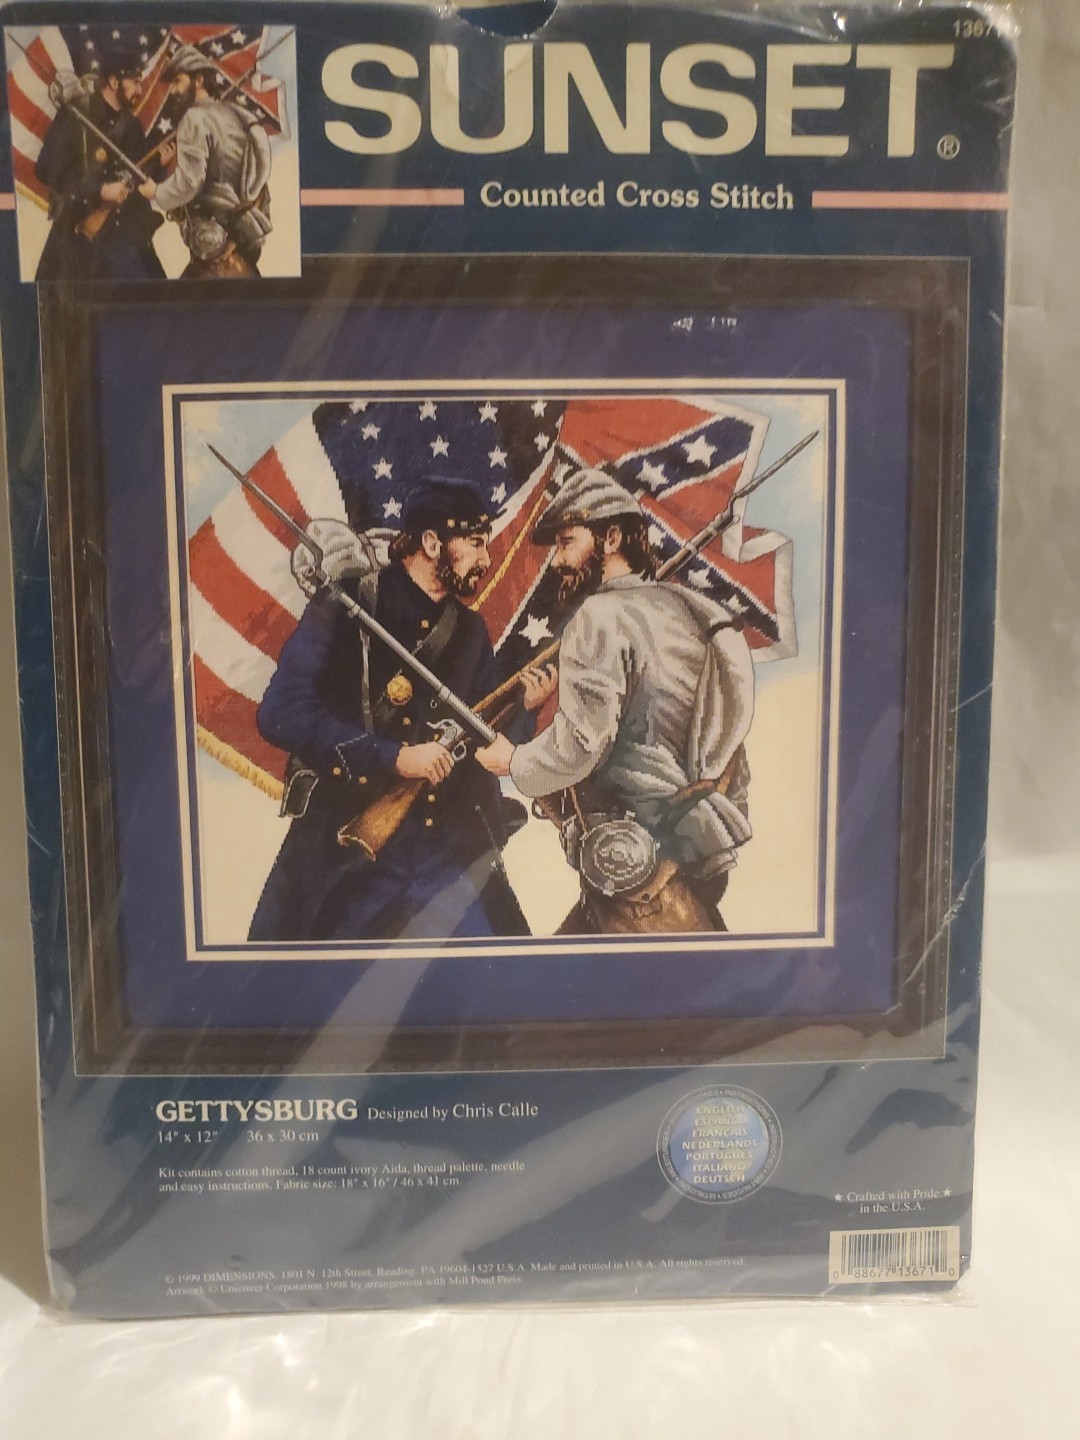 13671
SUNSET®
Counted Cross Stitch
GETTYSBURG Designed by Chris Calle
14" x 12" 36 x 30 cm
Kit contains cotton thread, 18 count ivory Aida, thread palette, needle
and easy instructions. Fabric size: 18" x 16" / 46 x 41 cm
ENGLISH
ESPAÑA
FRANÇAIS
NEDERLANDS
PORTUGUÊS
ITALIANO
DEUTSCH
★ Crafted with Pride ★
in the U.S.A.
© 1999 DIMENSIONS, 1801 N. 12th Street, Reading, PA 19604-1527 U.S.A. Made and printed in U.S.A. All rights reserved.
Artwork © Unicover Corporation 1998 by arrangement with Mill Pond Press.
0 88677 13671 0